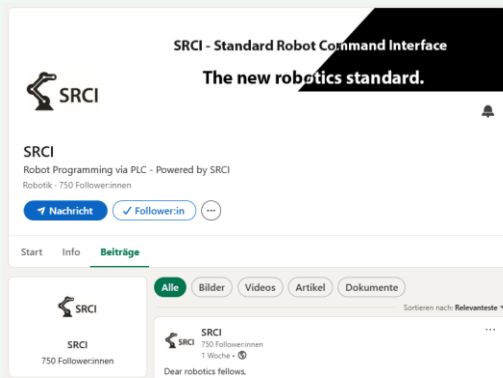 SRCI - Standard Robot Command Interface
The new robotics standard.
SRCI
SRCI
Robot Programming via PLC - Powered by SRCI
Robotik - 750 Follower:innen
Nachricht
Follower:in
Start Info Beiträge
Alle Bilder Videos Artikel Dokumente
Sortieren nach: Relevanteste
SRCI
SRCI
750 Follower:innen
SRCI
SRCI
750 Follower:innen
1 Woche •
Dear robotics fellows,